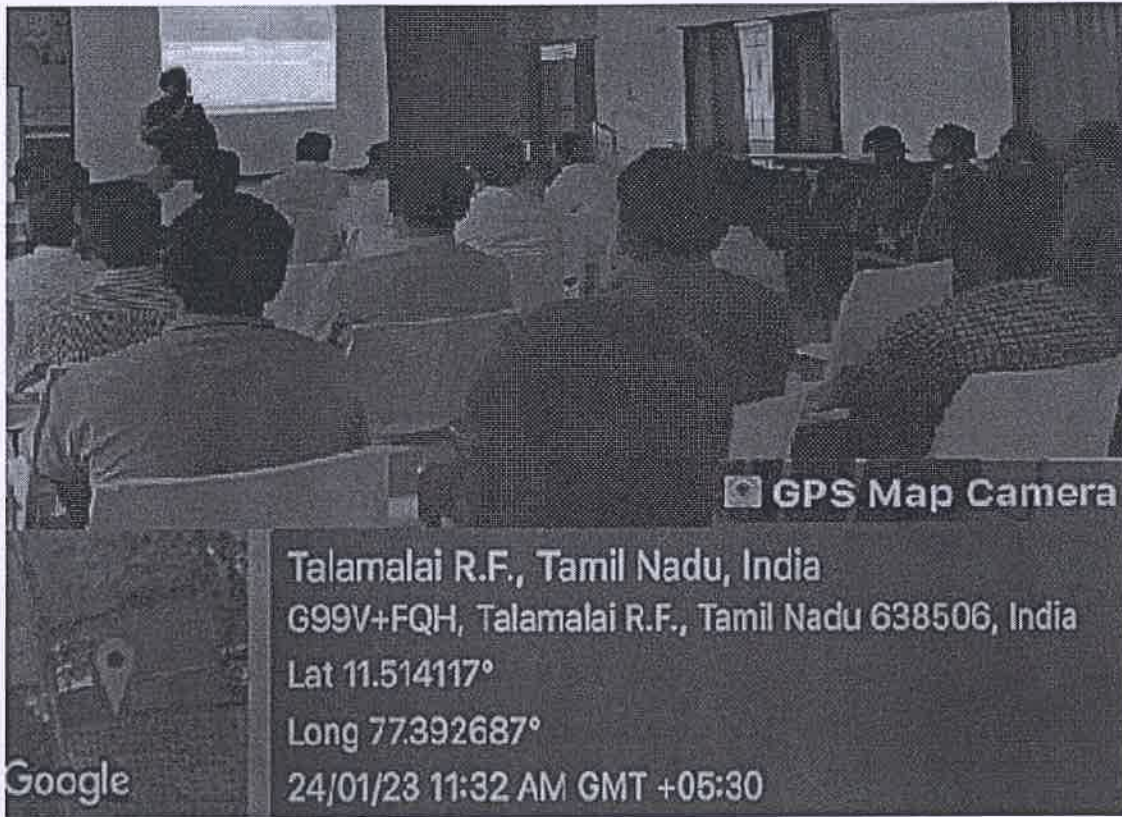 GPS Map Camera
Talamalai R.F., Tamil Nadu, India
G99V+FQH, Talamalai R.F., Tamil Nadu 638506, India
Lat 11.514117°
Long 77.392687°
24/01/23 11:32 AM GMT +05:30
Google